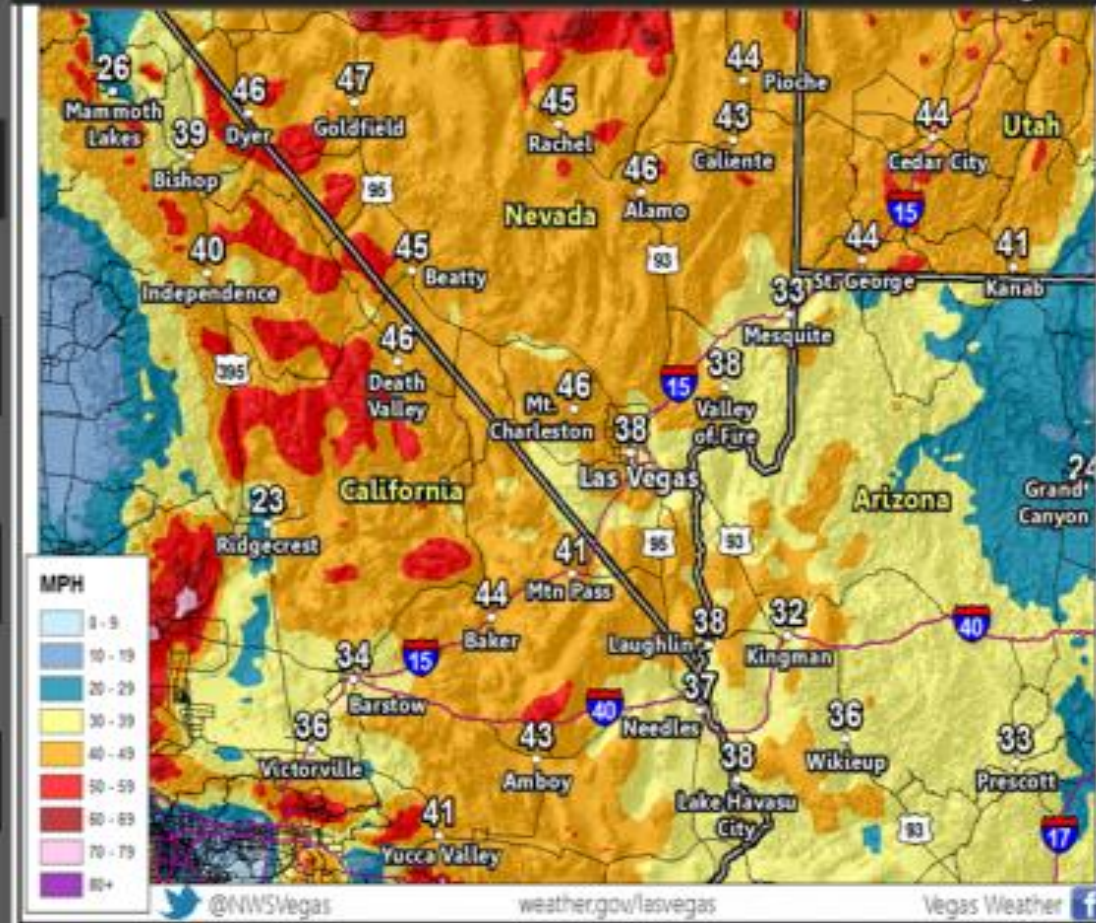 44
Pioche
26
Mammoth
Lakes
46
Dyer
47
Goldfield
45
Rachel
43
Caliente
44
Cedar City
Utah
39
Bishop
95
46
Alamo
Nevada
15
93
44
St. George
41
Kanab
40
Independence
45
Beatty
33
Mesquite
395
46
Death
Valley
46
Mt.
Charleston
15
38
Valley
of Fire
38
Las Vegas
California
Arizona
24
Grand
Canyon
23
Ridgecrest
95
93
41
Mtn Pass
44
Baker
38
Laughlin
32
Kingman
40
34
Barstow
15
40
37
Needles
36
Victorville
43
Amboy
36
Wikieup
33
Prescott
38
Lake Havasu
City
41
Yucca Valley
93
17
MPH
0 - 9
10 - 19
20 - 29
30 - 39
40 - 49
50 - 59
60 - 69
70 - 79
80+
@NWSVegas
weather.gov/lasvegas
Vegas Weather